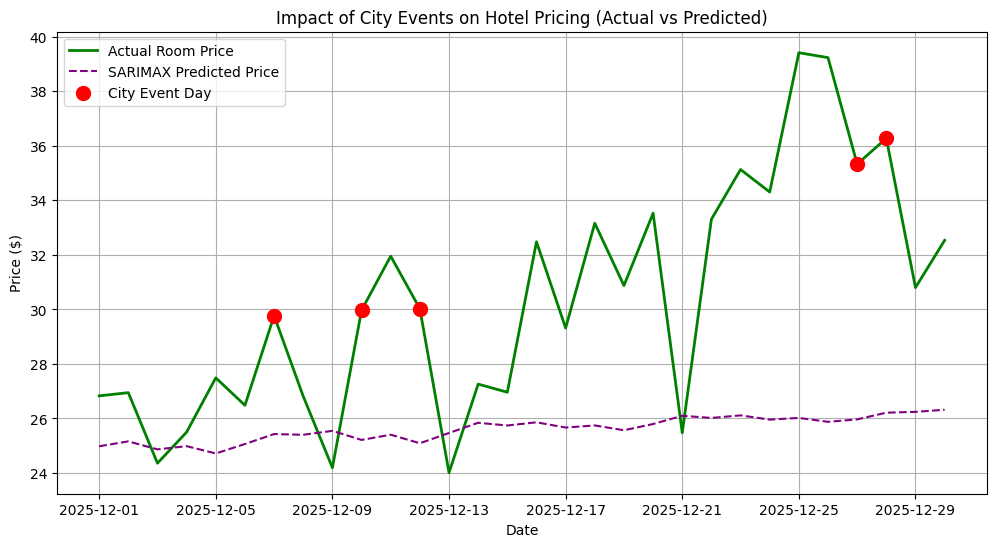 Impact of City Events on Hotel Pricing (Actual vs Predicted)
Actual Room Price
SARIMAX Predicted Price
City Event Day
Price ($)
40
38
36
34
32
30
28
26
24
2025-12-01 2025-12-05 2025-12-09 2025-12-13 2025-12-17 2025-12-21 2025-12-25 2025-12-29
Date